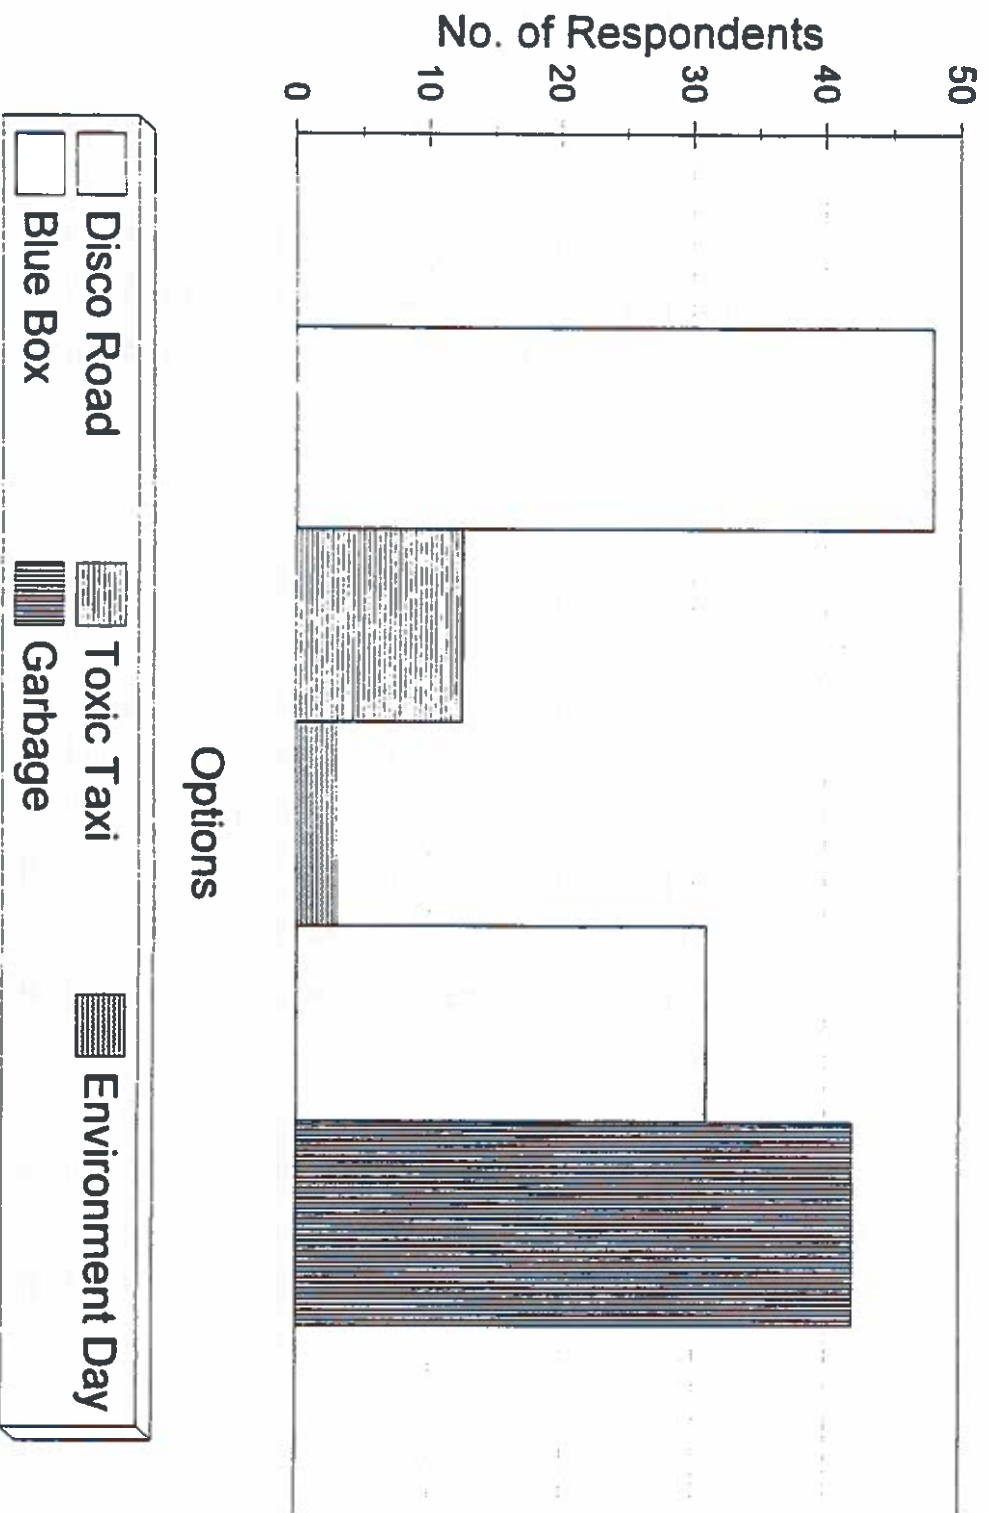 No. of Respondents
50
40
30
20
10
0
Options
Disco Road
Toxic Taxi
Environment Day
Blue Box
Garbage